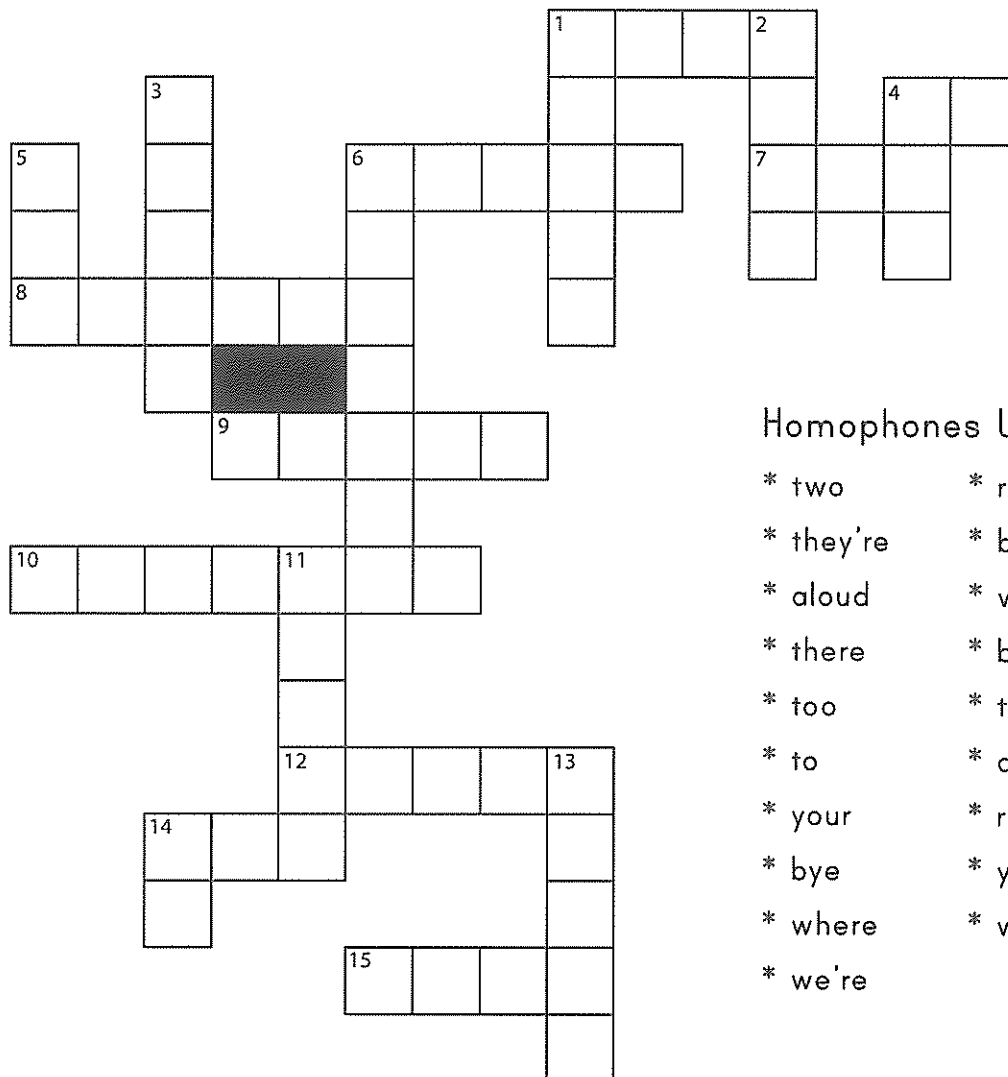 1 2
3 4
5 6 7
8
9
Homophones
* two
* they're
* aloud
10 11
* there
* too
* to
12 13
* your
14
* bye
* where
15
* we're